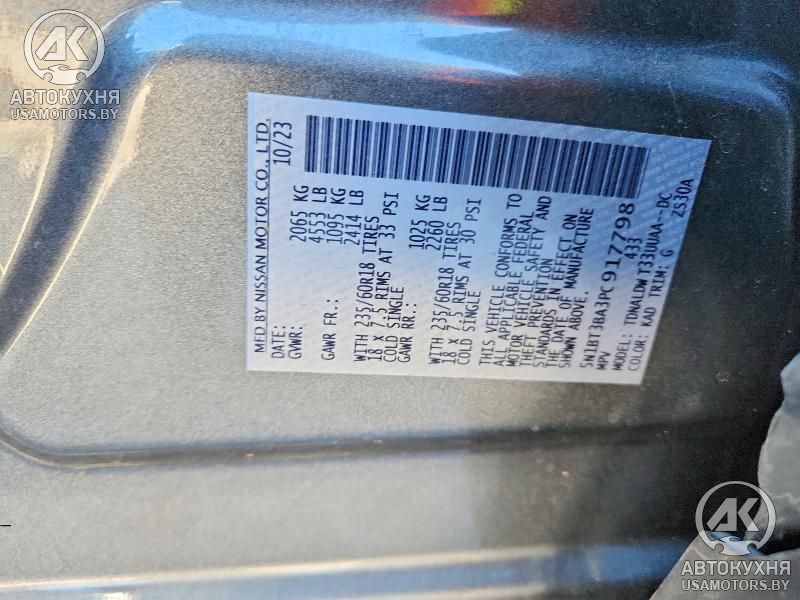 АВТОКУХНЯ
USAMOTORS.BY
MFD BY NISSAN MOTOR CO., LTD.
DATE: 10/23
GVWR: 2065 KG
4553 LB
GAWR FR.: 1095 KG
2414 LB
WITH 235/60R18 TIRES
18 X 7.5 RIMS AT 33 PSI
COLD SINGLE
GAWR RR.: 1025 KG
2260 LB
WITH 235/60R18 TIRES
18 X 7.5 RIMS AT 30 PSI
COLD SINGLE
THIS VEHICLE CONFORMS TO
ALL APPLICABLE FEDERAL
MOTOR VEHICLE SAFETY AND
THEFT PREVENTION
STANDARDS IN EFFECT ON
THE DATE OF MANUFACTURE
SHOWN ABOVE.
5N1BT3BA3PC917798
MPV 433
MODEL: TDNALDWT33UUAA--DC
COLOR: KAD TRIM: G ZS30A
АК
АВТОКУХНЯ
USAMOTORS.BY